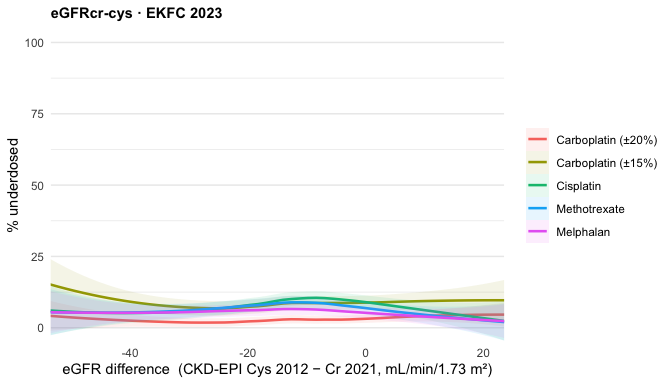 eGFRcr-cys · EKFC 2023
100
75
50
25
0
% underdosed
-40
-20
0
20
eGFR difference  (CKD-EPI Cys 2012 − Cr 2021, mL/min/1.73 m²)
Carboplatin (±20%)
Carboplatin (±15%)
Cisplatin
Methotrexate
Melphalan